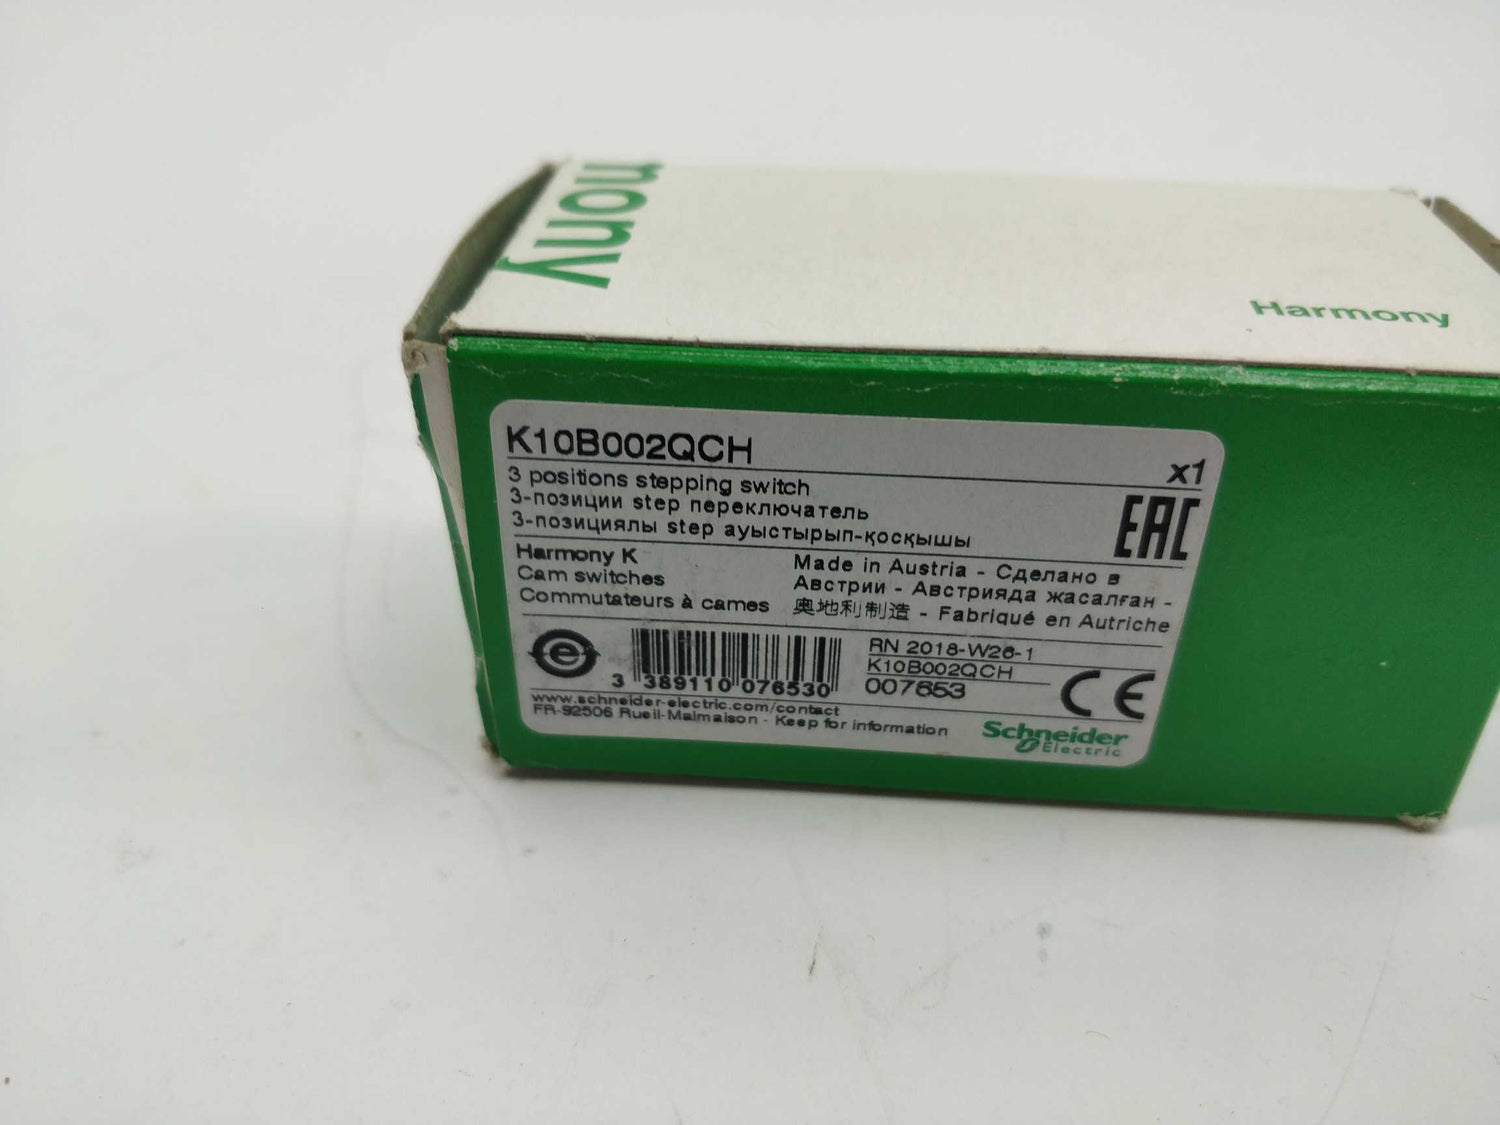 mony
Harmony
K10B002QCH
x1
3 positions stepping switch
3-позиции step переключатель
3-позициялы step ауыстырып-қосқышы
EAC
Harmony K
Cam switches
Commutateurs à cames
Made in Austria - Сделано в
Австрии - Австрияда жасалған -
奥地利制造 - Fabriqué en Autriche
3 389110 076530
RN 2018-W26-1
K10B002QCH
007653
CE
www.schneider-electric.com/contact
FR-92506 Rueil-Malmaison - Keep for information
Schneider
Electric